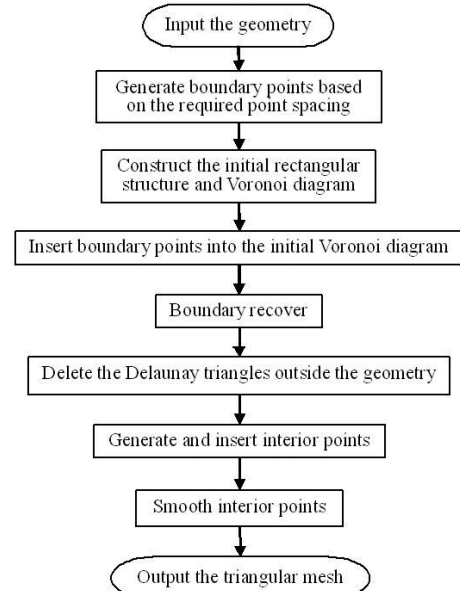 Input the geometry
Generate boundary points based
on the required point spacing
Construct the initial rectangular
structure and Voronoi diagram
Insert boundary points into the initial Voronoi diagram
Boundary recover
Delete the Delaunay triangles outside the geometry
Generate and insert interior points
Smooth interior points
Output the triangular mesh